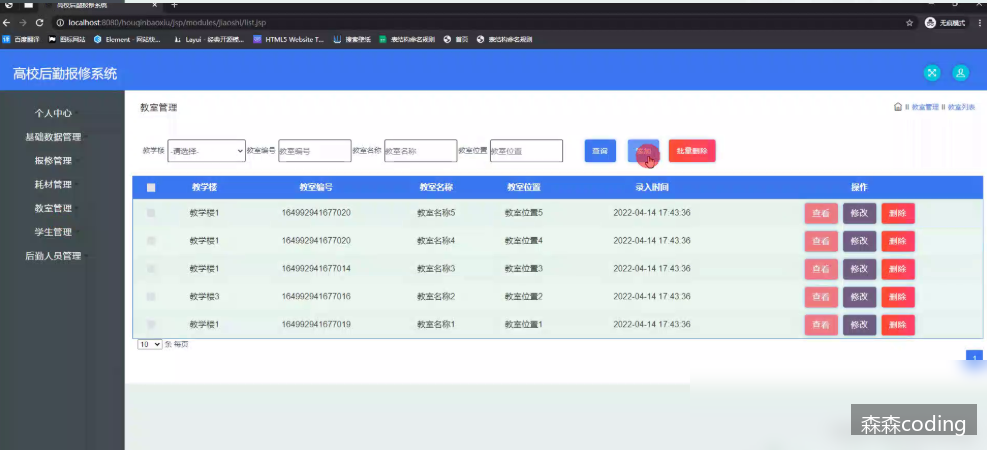 高校后勤报修系统
localhost:8080/houqinbaoxiu/jsp/modules/jiaoshi/list.jsp
无痕模式
百度翻译 图标网站 Element - 网站快... Layui - 经典开源模... HTML5 Website T... 搜索壁纸 表结构命名规则 首页 表结构命名规则
高校后勤报修系统
个人中心
基础数据管理
报修管理
耗材管理
教室管理
学生管理
后勤人员管理
教室管理
教室管理 教室列表
教学楼 -请选择- 教室编号 教室编号 教室名称 教室名称 教室位置 教室位置 查询 添加 批量删除
教学楼 教室编号 教室名称 教室位置 录入时间 操作
教学楼1 164992941677020 教室名称5 教室位置5 2022-04-14 17:43:36 查看 修改 删除
教学楼1 164992941677020 教室名称4 教室位置4 2022-04-14 17:43:36 查看 修改 删除
教学楼1 164992941677014 教室名称3 教室位置3 2022-04-14 17:43:36 查看 修改 删除
教学楼3 164992941677016 教室名称2 教室位置2 2022-04-14 17:43:36 查看 修改 删除
教学楼1 164992941677019 教室名称1 教室位置1 2022-04-14 17:43:36 查看 修改 删除
10 条 每页
1
森森coding